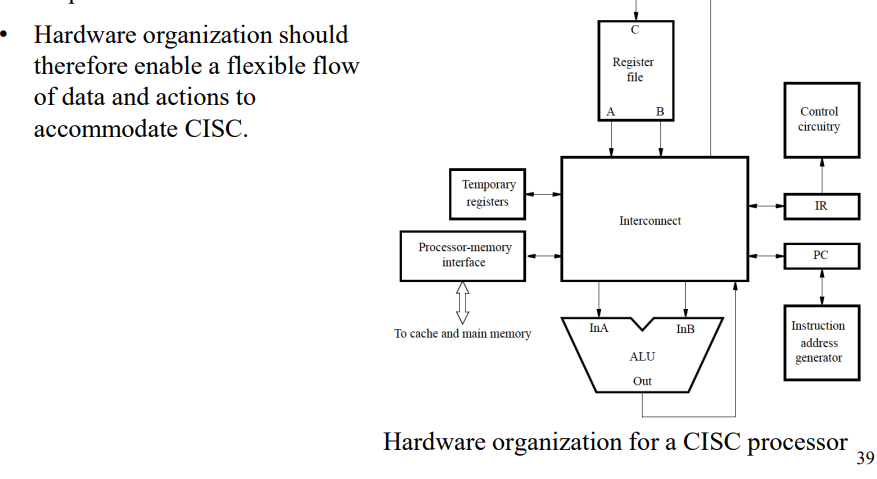 • Hardware organization should
therefore enable a flexible flow
of data and actions to
accommodate CISC.
C
Register
file
A
B
Control
circuitry
Temporary
registers
Interconnect
IR
Processor-memory
interface
PC
To cache and main memory
InA
InB
ALU
Out
Instruction
address
generator
Hardware organization for a CISC processor
39